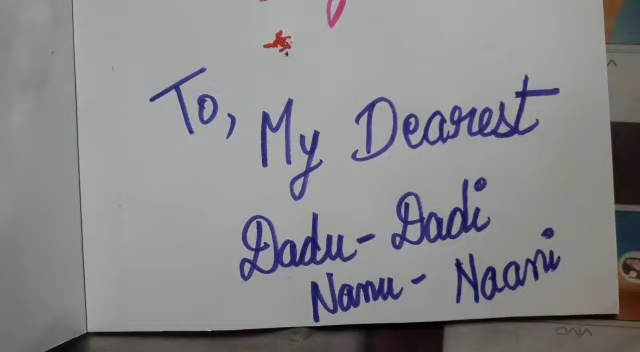 To, My Dearest
Dadu - Dadi
Nanu - Naani